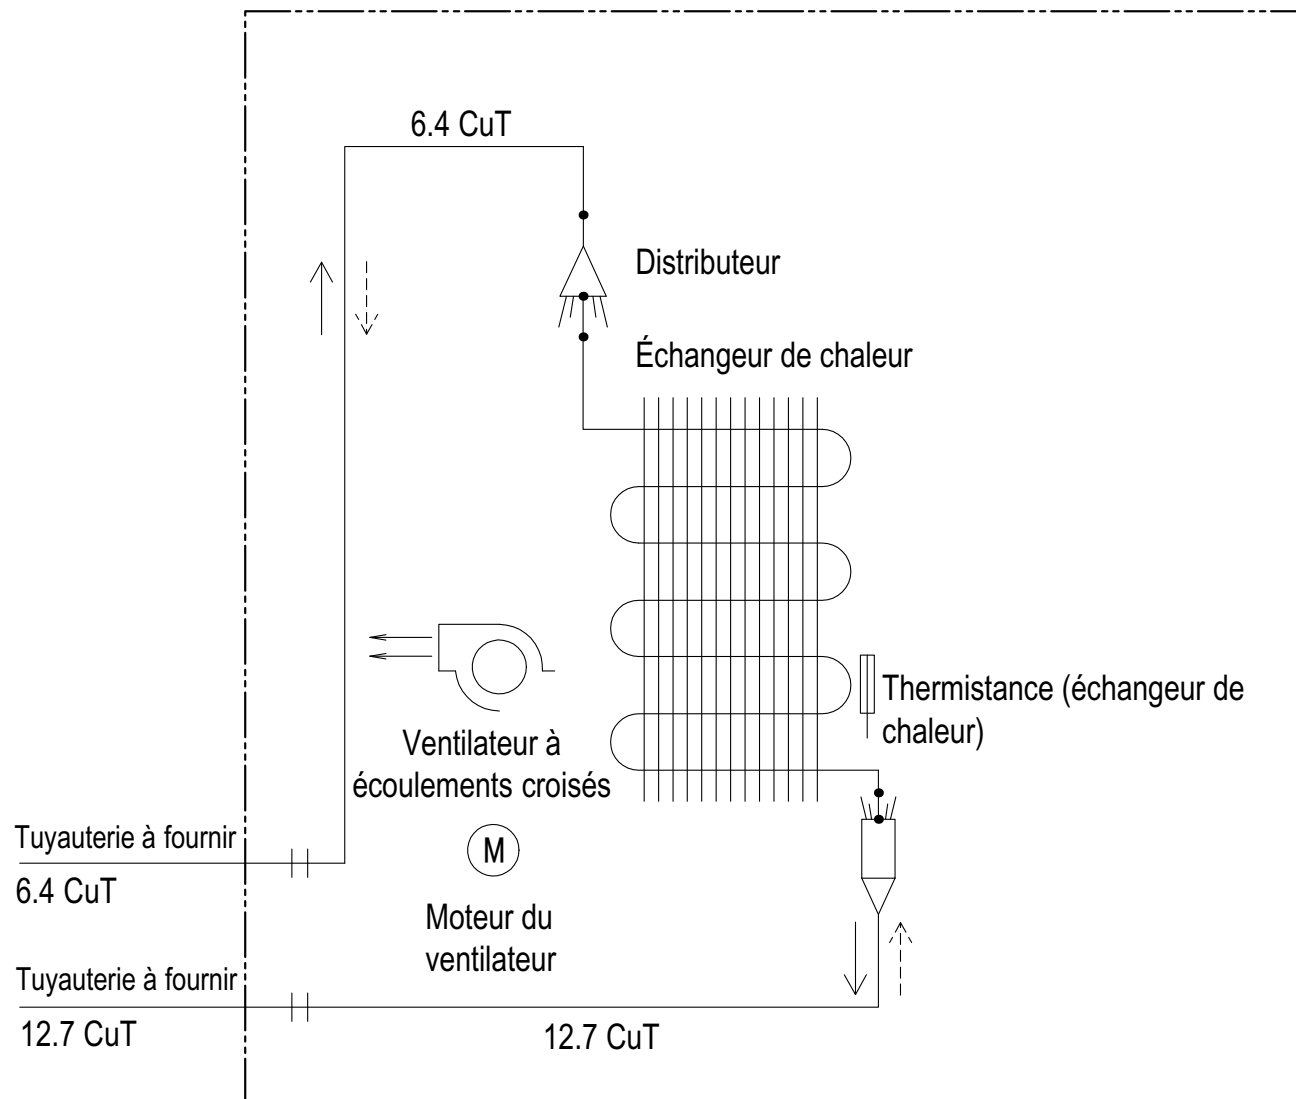 6.4 CuT
Distributeur
Échangeur de chaleur
Thermistance (échangeur de
chaleur)
Ventilateur à
écoulements croisés
M
Moteur du
ventilateur
Tuyauterie à fournir
6.4 CuT
Tuyauterie à fournir
12.7 CuT
12.7 CuT